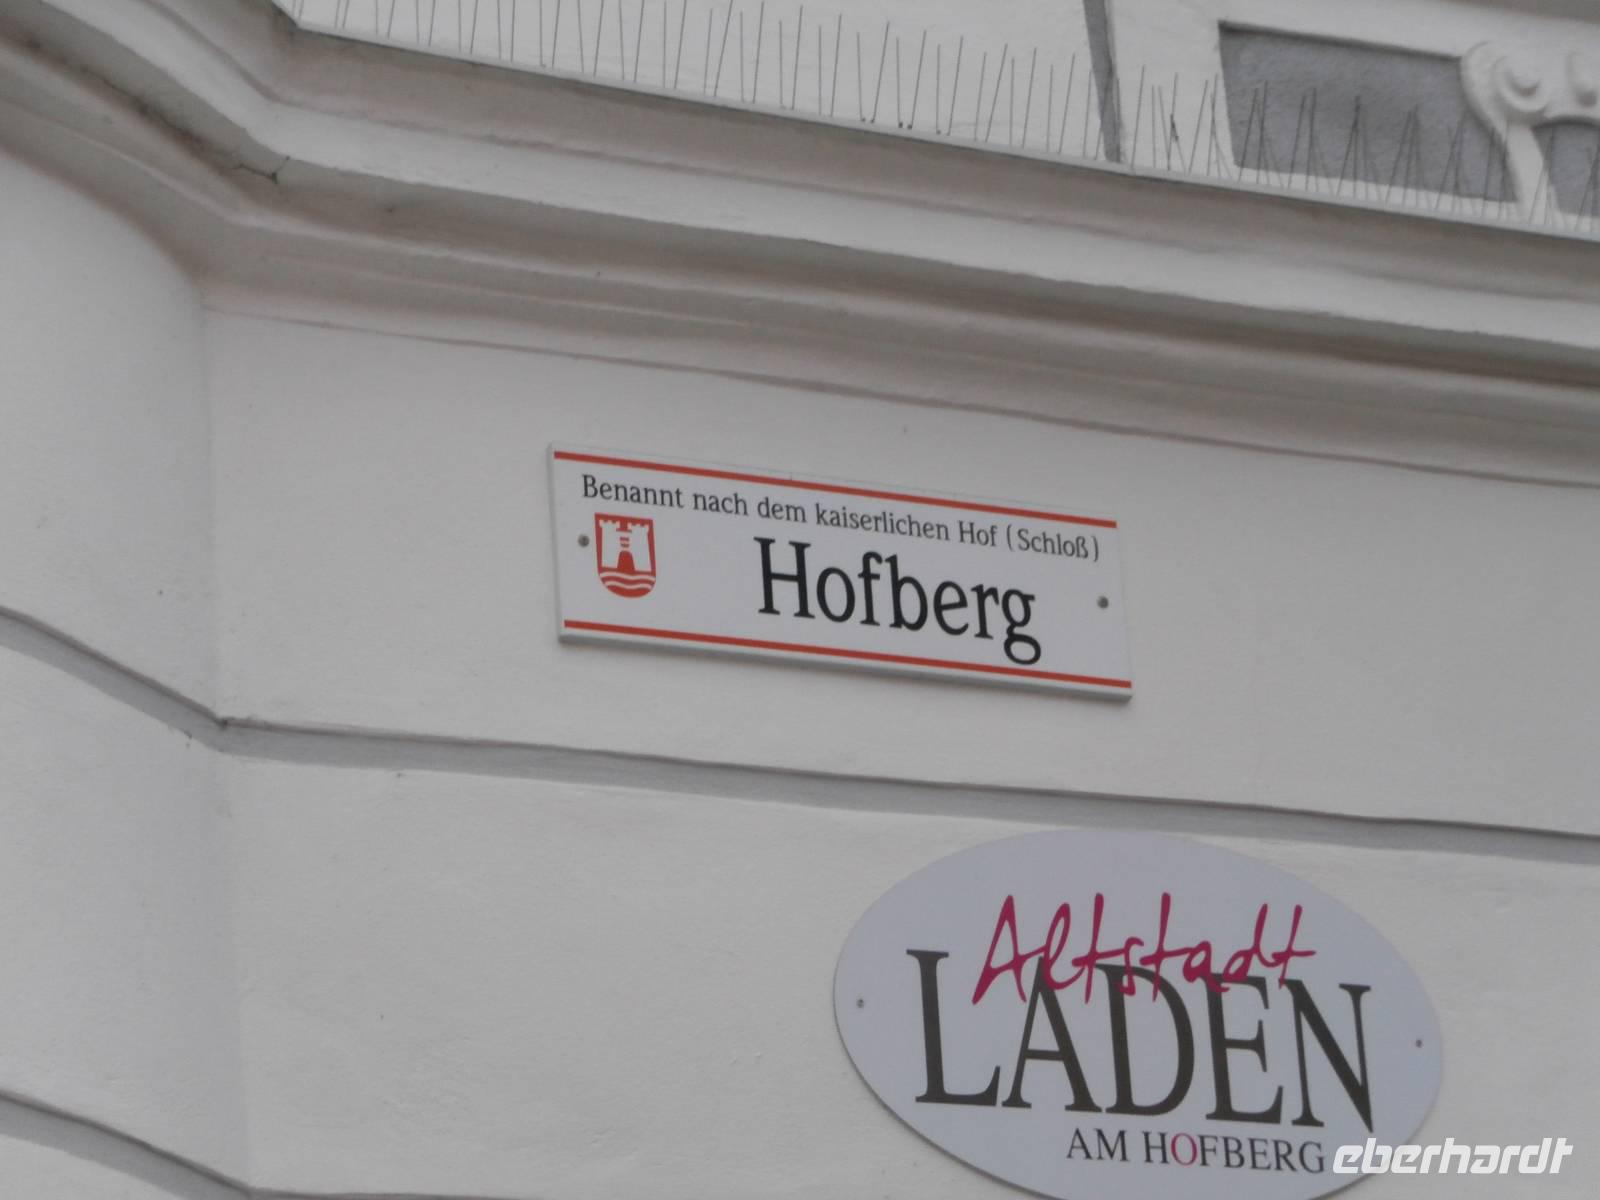 Benannt nach dem kaiserlichen Hof (Schloß)
Hofberg
Altstadt
LADEN
AM HOFBERG
eberhardt